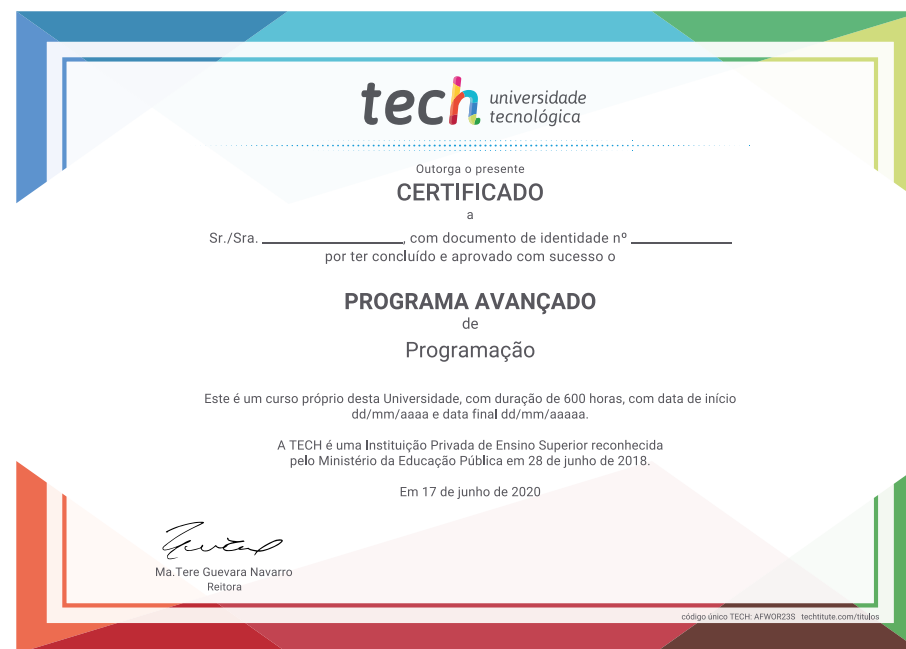 tech universidade
tecnológica
Outorga o presente
CERTIFICADO
a
Sr./Sra. ________________, com documento de identidade nº ____________
por ter concluído e aprovado com sucesso o
PROGRAMA AVANÇADO
de
Programação
Este é um curso próprio desta Universidade, com duração de 600 horas, com data de início
dd/mm/aaaa e data final dd/mm/aaaaa.
A TECH é uma Instituição Privada de Ensino Superior reconhecida
pelo Ministério da Educação Pública em 28 de junho de 2018.
Em 17 de junho de 2020
Ma.Tere Guevara Navarro
Reitora
código único TECH: AFWOR23S techtitute.com/titulos